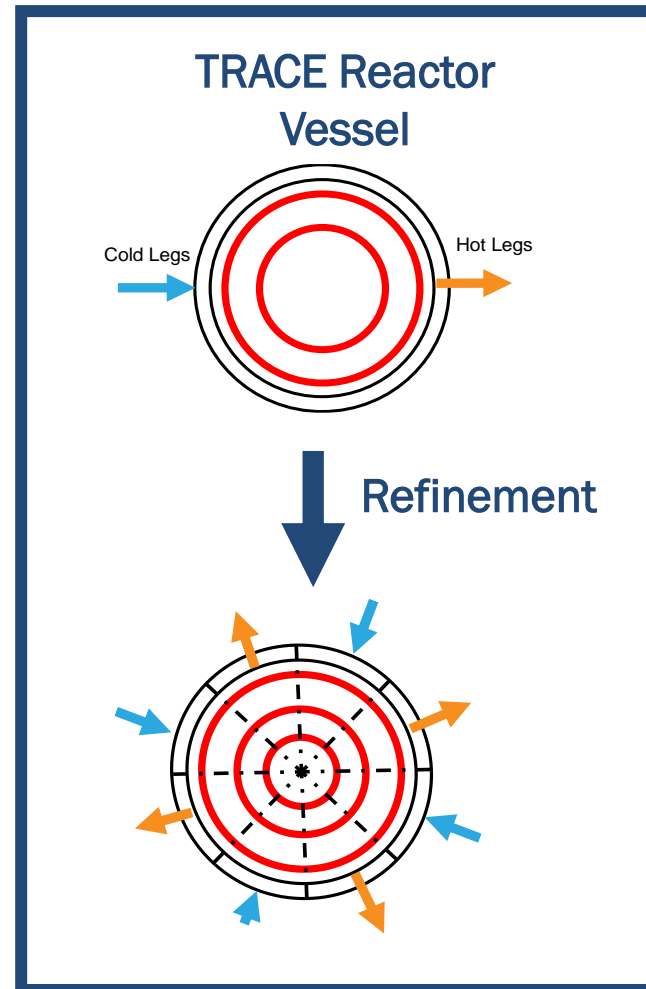 TRACE Reactor
Vessel
Cold Legs
Hot Legs
Refinement